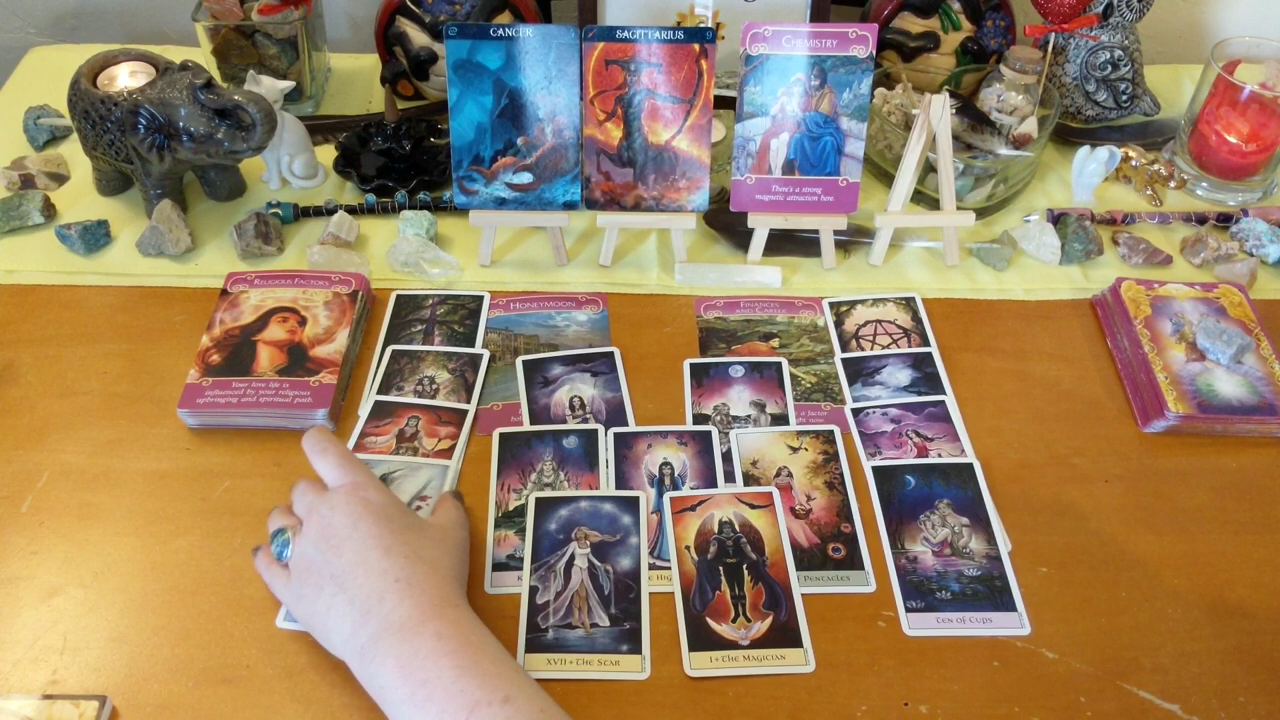 CANCER
SAGITTARIUS 9
CHEMISTRY
There's a strong
magnetic attraction here.
RELIGIOUS FACTORS
Your love life is
influenced by your religious
upbringing and spiritual path.
HONEYMOON
FINANCES
AND CAREER
a factor
K
E HIG
F PENTACLES
TEN OF CUPS
XVII THE STAR
I THE MAGICIAN